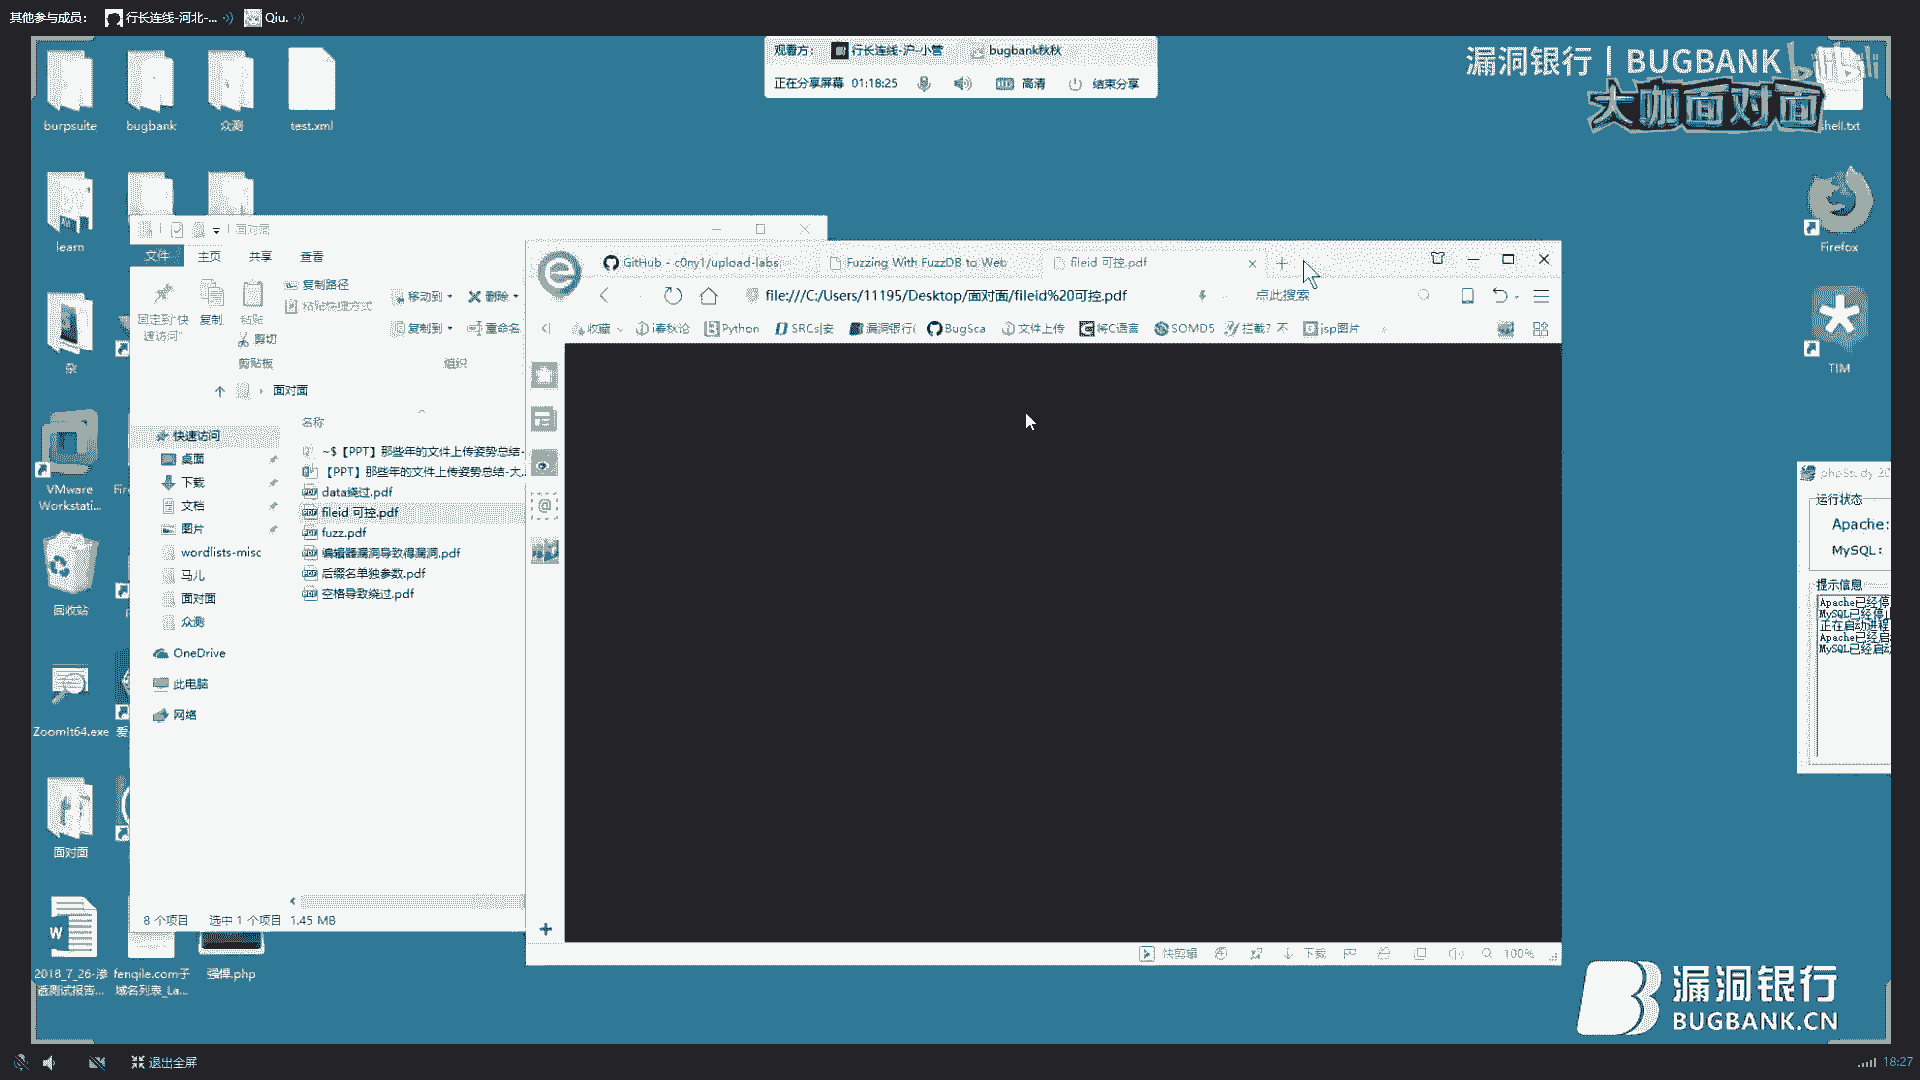 其他参与成员：
行长连线-河北-...
Qiu.
观看方：
行长连线-沪-小管
bugbank秋秋
正在分享屏幕 01:18:25
高清
结束分享
漏洞银行 | BUGBANK
bilibili
大咖面对面
burpsuite
bugbank
众测
test.xml
shell.txt
learn
Firefox
杂
TIM
VMware
Workstati...
回收站
ZoomIt64.exe
面对面
2018_7_26-渗
透测试报告...
fenqile.com子
域名列表_La...
强悍.php
面对面
文件
主页
共享
查看
固定到"快
速访问"
复制
粘贴
复制路径
粘贴快捷方式
剪切
剪贴板
移动到
删除
复制到
重命名
组织
面对面
名称
快速访问
桌面
下载
文档
图片
wordlists-misc
马儿
面对面
众测
OneDrive
此电脑
网络
~$【PPT】那些年的文件上传姿势总结-
【PPT】那些年的文件上传姿势总结-大...
data绕过.pdf
fileid 可控.pdf
fuzz.pdf
编辑器漏洞导致得漏洞.pdf
后缀名单独参数.pdf
空格导致绕过.pdf
8 个项目
选中 1 个项目 1.45 MB
GitHub - c0ny1/upload-labs:
Fuzzing With FuzzDB to Web
fileid 可控.pdf
file:///C:/Users/11195/Desktop/面对面/fileid%20可控.pdf
点此搜索
收藏
i春秋论
Python
SRCs|安
漏洞银行(
BugSca
文件上传
将C语言
SOMD5
拦截? 不
jsp图片
快剪辑
下载
100%
phpStudy 20
运行状态
Apache:
MySQL:
提示信息
Apache已经停
MySQL已经停止
正在启动进程
Apache已经启
MySQL已经启动
漏洞银行
BUGBANK.CN
退出全屏
18:27